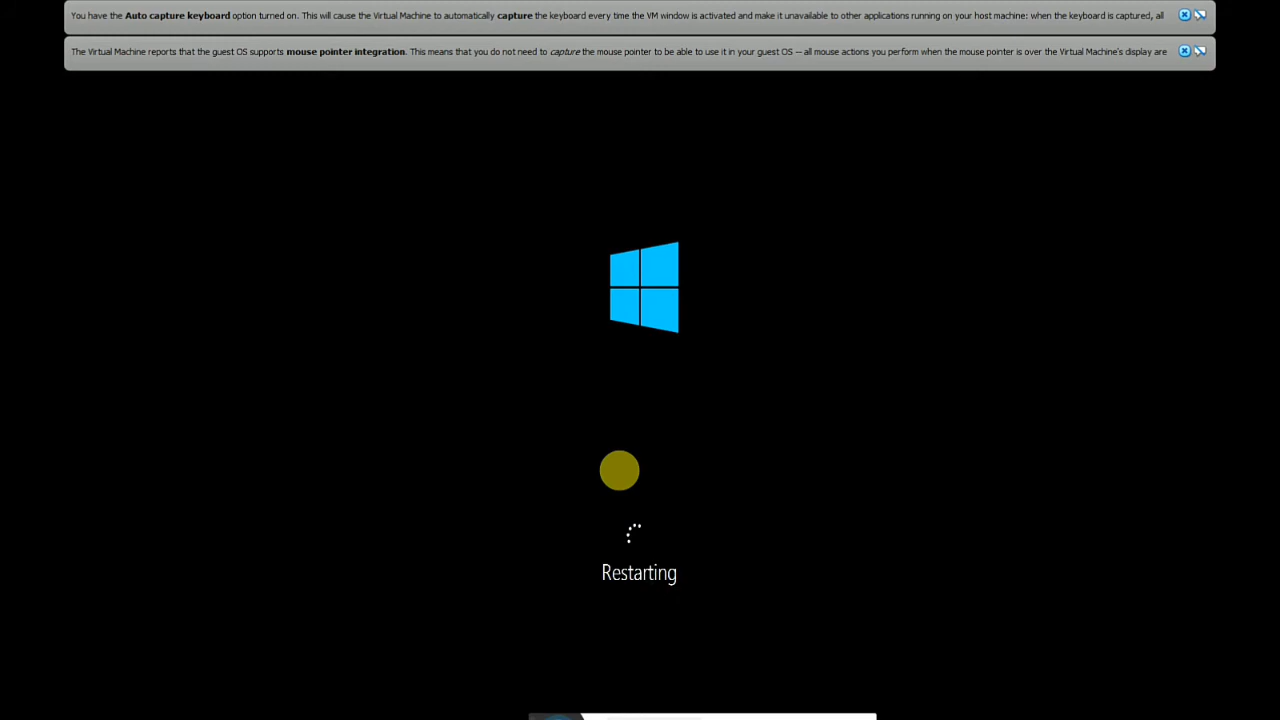 You have the Auto capture keyboard option turned on. This will cause the Virtual Machine to automatically capture the keyboard every time the VM window is activated and make it unavailable to other applications running on your host machine: when the keyboard is captured, all
The Virtual Machine reports that the guest OS supports mouse pointer integration. This means that you do not need to capture the mouse pointer to be able to use it in your guest OS -- all mouse actions you perform when the mouse pointer is over the Virtual Machine's display are
Restarting